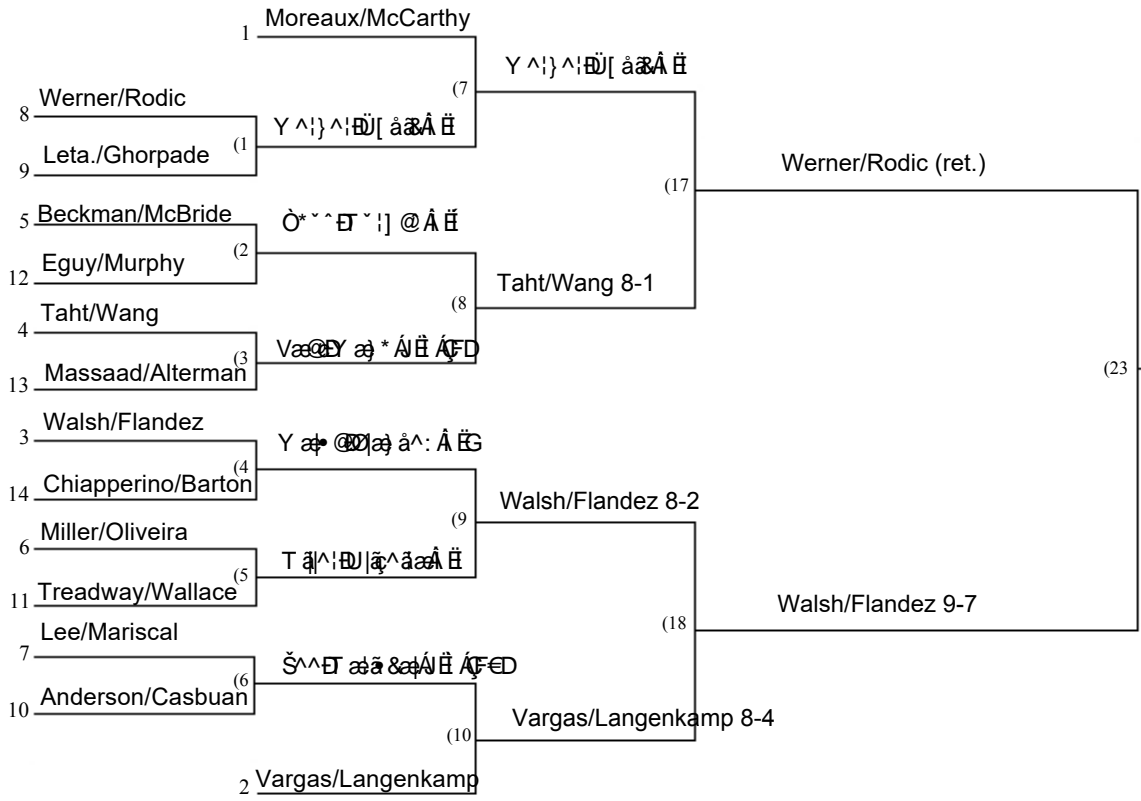 1 Moreaux/McCarthy
(7
8 Werner/Rodic
(1
9 Leta./Ghorpade
Werner/Rodic (ret.)
(17
5 Beckman/McBride
(2
12 Eguy/Murphy
Taht/Wang 8-1
(8
4 Taht/Wang
(3
13 Massaad/Alterman
(23
3 Walsh/Flandez
(4
14 Chiapperino/Barton
Walsh/Flandez 8-2
(9
6 Miller/Oliveira
(5
11 Treadway/Wallace
Walsh/Flandez 9-7
(18
7 Lee/Mariscal
(6
10 Anderson/Casbuan
Vargas/Langenkamp 8-4
(10
2 Vargas/Langenkamp